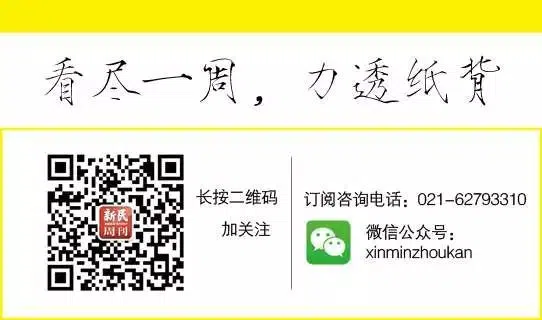 看尽一周，力透纸背
新民
周刊
长按二维码
加关注
订阅咨询电话：021-62793310
微信公众号：
xinminzhoukan